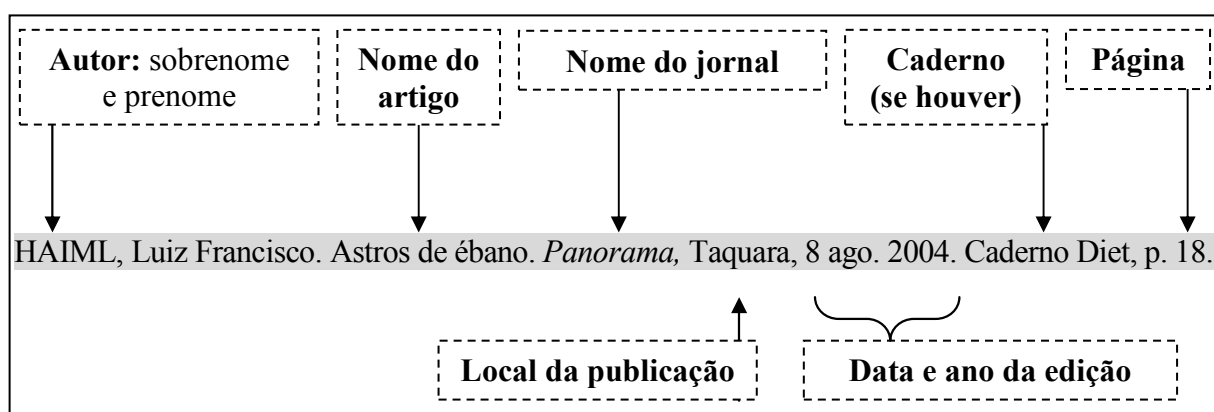 Autor: sobrenome e prenome
Nome do artigo
Nome do jornal
Caderno (se houver)
Página
HAIML, Luiz Francisco. Astros de ébano. Panorama, Taquara, 8 ago. 2004. Caderno Diet, p. 18.
Local da publicação
Data e ano da edição